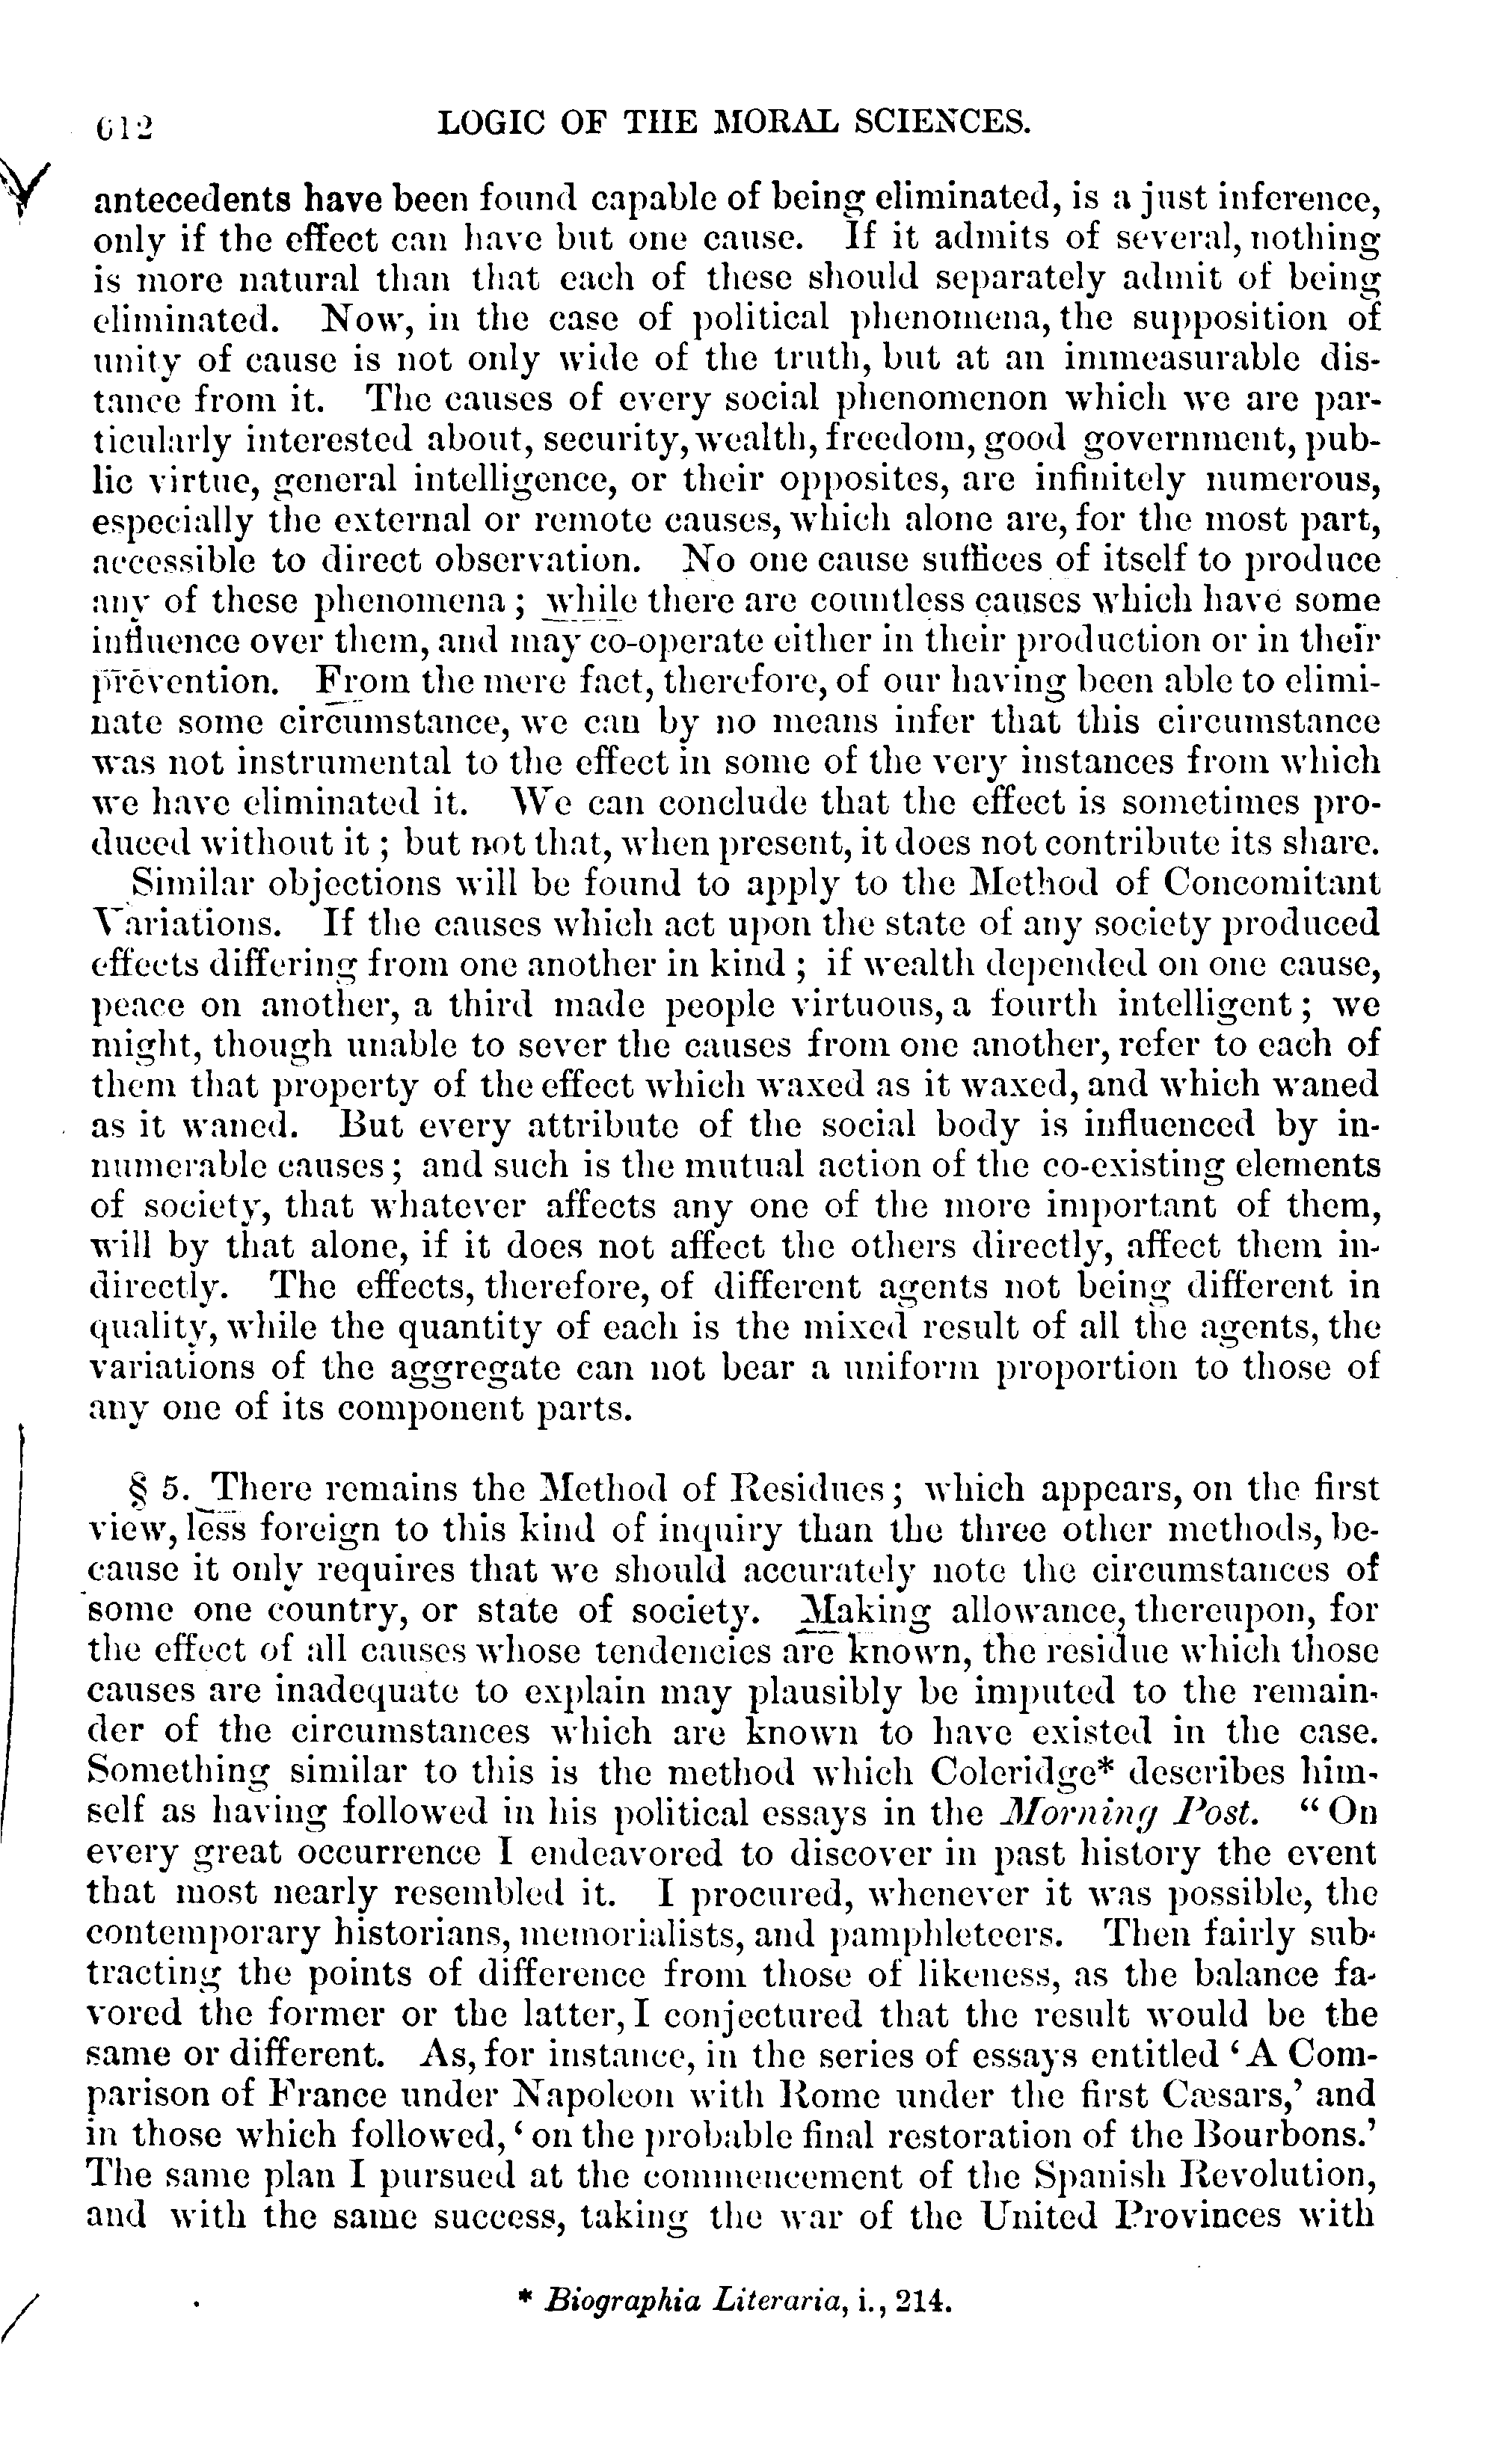 612 LOGIC OF THE MORAL SCIENCES.
antecedents have been found capable of being eliminated, is a just inference,
only if the effect can have but one cause. If it admits of several, nothing
is more natural than that each of these should separately admit of being
eliminated. Now, in the case of political phenomena, the supposition of
unity of cause is not only wide of the truth, but at an immeasurable dis-
tance from it. The causes of every social phenomenon which we are par-
ticularly interested about, security, wealth, freedom, good government, pub-
lic virtue, general intelligence, or their opposites, are infinitely numerous,
especially the external or remote causes, which alone are, for the most part,
accessible to direct observation. No one cause suffices of itself to produce
any of these phenomena; while there are countless causes which have some
influence over them, and may co-operate either in their production or in their
prevention. From the mere fact, therefore, of our having been able to elimi-
nate some circumstance, we can by no means infer that this circumstance
was not instrumental to the effect in some of the very instances from which
we have eliminated it. We can conclude that the effect is sometimes pro-
duced without it; but not that, when present, it does not contribute its share.
Similar objections will be found to apply to the Method of Concomitant
Variations. If the causes which act upon the state of any society produced
effects differing from one another in kind; if wealth depended on one cause,
peace on another, a third made people virtuous, a fourth intelligent; we
might, though unable to sever the causes from one another, refer to each of
them that property of the effect which waxed as it waxed, and which waned
as it waned. But every attribute of the social body is influenced by in-
numerable causes; and such is the mutual action of the co-existing elements
of society, that whatever affects any one of the more important of them,
will by that alone, if it does not affect the others directly, affect them in-
directly. The effects, therefore, of different agents not being different in
quality, while the quantity of each is the mixed result of all the agents, the
variations of the aggregate can not bear a uniform proportion to those of
any one of its component parts.
§ 5. There remains the Method of Residues; which appears, on the first
view, less foreign to this kind of inquiry than the three other methods, be-
cause it only requires that we should accurately note the circumstances of
some one country, or state of society. Making allowance, thereupon, for
the effect of all causes whose tendencies are known, the residue which those
causes are inadequate to explain may plausibly be imputed to the remain-
der of the circumstances which are known to have existed in the case.
Something similar to this is the method which Coleridge* describes him-
self as having followed in his political essays in the Morning Post. "On
every great occurrence I endeavored to discover in past history the event
that most nearly resembled it. I procured, whenever it was possible, the
contemporary historians, memorialists, and pamphleteers. Then fairly sub-
tracting the points of difference from those of likeness, as the balance fa-
vored the former or the latter, I conjectured that the result would be the
same or different. As, for instance, in the series of essays entitled 'A Com-
parison of France under Napoleon with Rome under the first Cæsars,' and
in those which followed, 'on the probable final restoration of the Bourbons.'
The same plan I pursued at the commencement of the Spanish Revolution,
and with the same success, taking the war of the United Provinces with
* Biographia Literaria, i., 214.